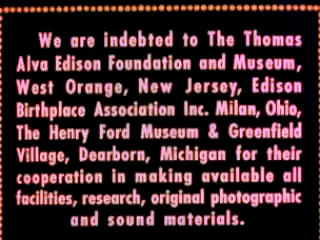 We are indebted to The Thomas
Alva Edison Foundation and Museum,
West Orange, New Jersey, Edison
Birthplace Association Inc. Milan, Ohio,
The Henry Ford Museum & Greenfield
Village, Dearborn, Michigan for their
cooperation in making available all
facilities, research, original photographic
and sound materials.